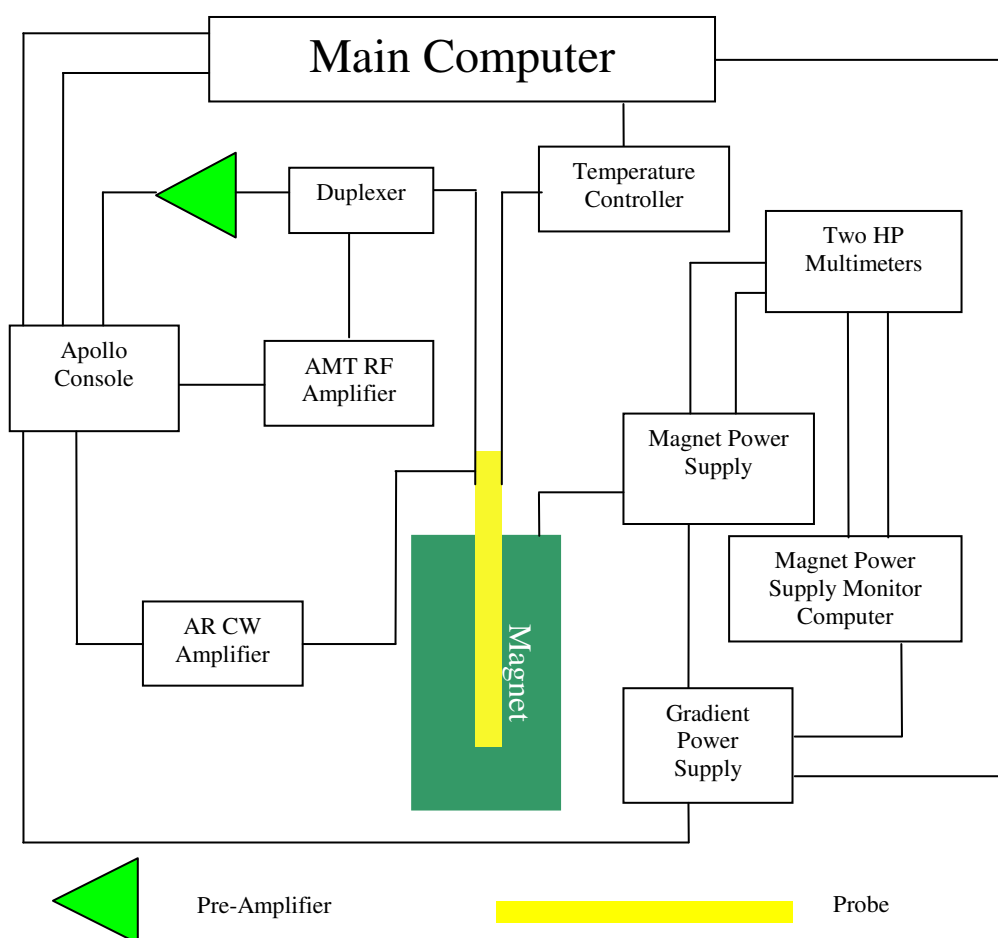 Main Computer
Temperature
Controller
Duplexer
Two HP
Multimeters
Apollo
Console
AMT RF
Amplifier
Magnet Power
Supply
Magnet Power
Supply Monitor
Computer
AR CW
Amplifier
Magnet
Gradient
Power
Supply
Pre-Amplifier
Probe